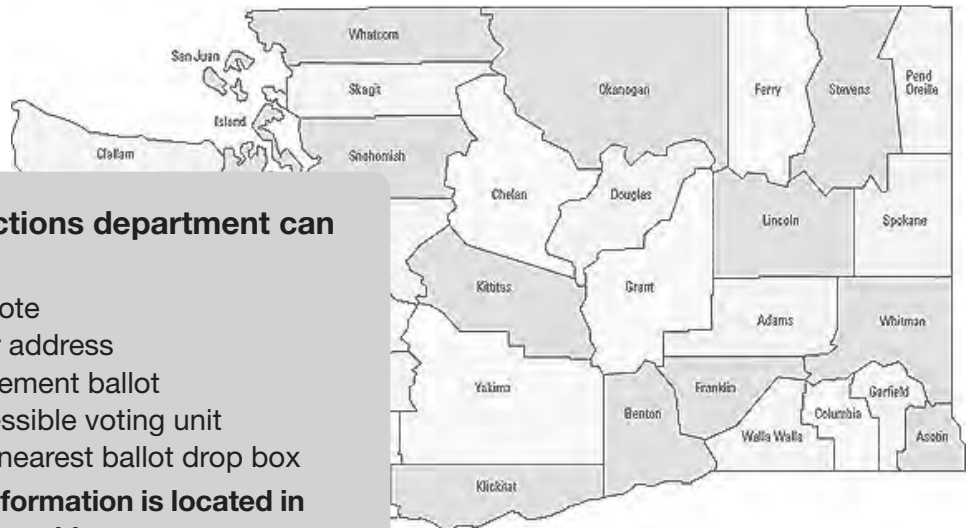 Whatcom
San Juan
Skagit
Okanogan
Ferry
Stevens
Pend
Oreille
Island
Clallam
Snohomish
Chelan
Douglas
Lincoln
Spokane
ctions department can
Kittitas
Grant
ote
Adams
Whitman
address
ement ballot
Yakima
Franklin
Garfield
Benton
Columbia
essible voting unit
Walla Walla
Asotin
nearest ballot drop box
Klickitat
formation is located in